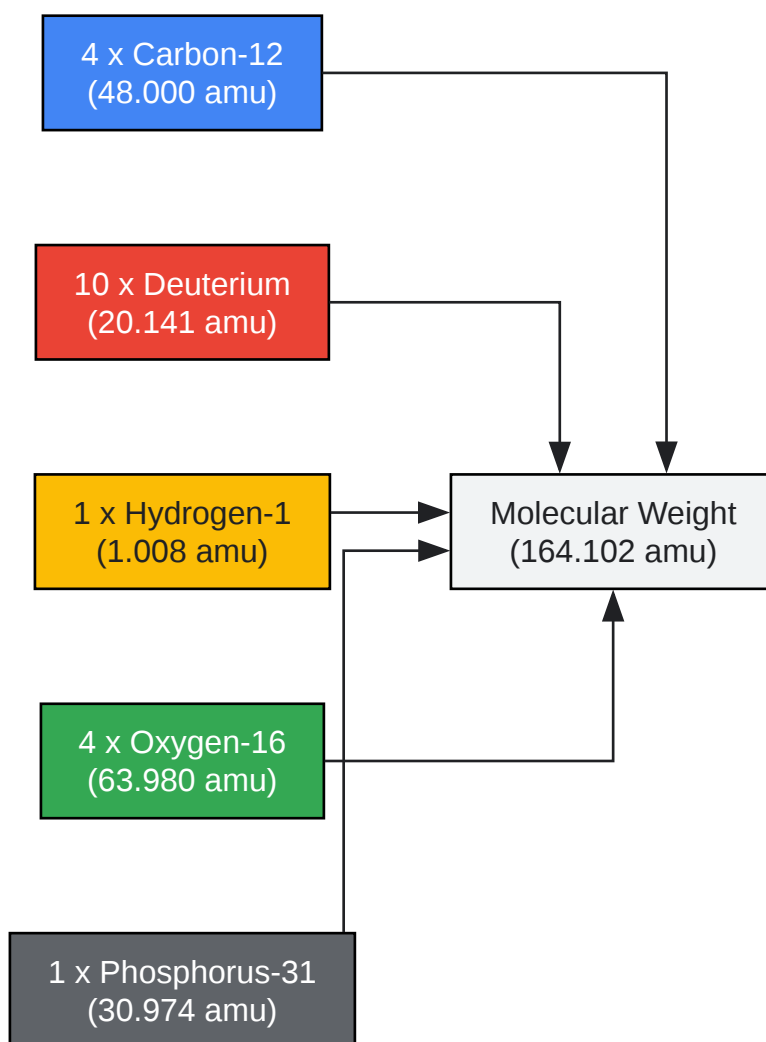 4 x Carbon-12
(48.000 amu)
10 x Deuterium
(20.141 amu)
1 x Hydrogen-1
(1.008 amu)
Molecular Weight
(164.102 amu)
4 x Oxygen-16
(63.980 amu)
1 x Phosphorus-31
(30.974 amu)